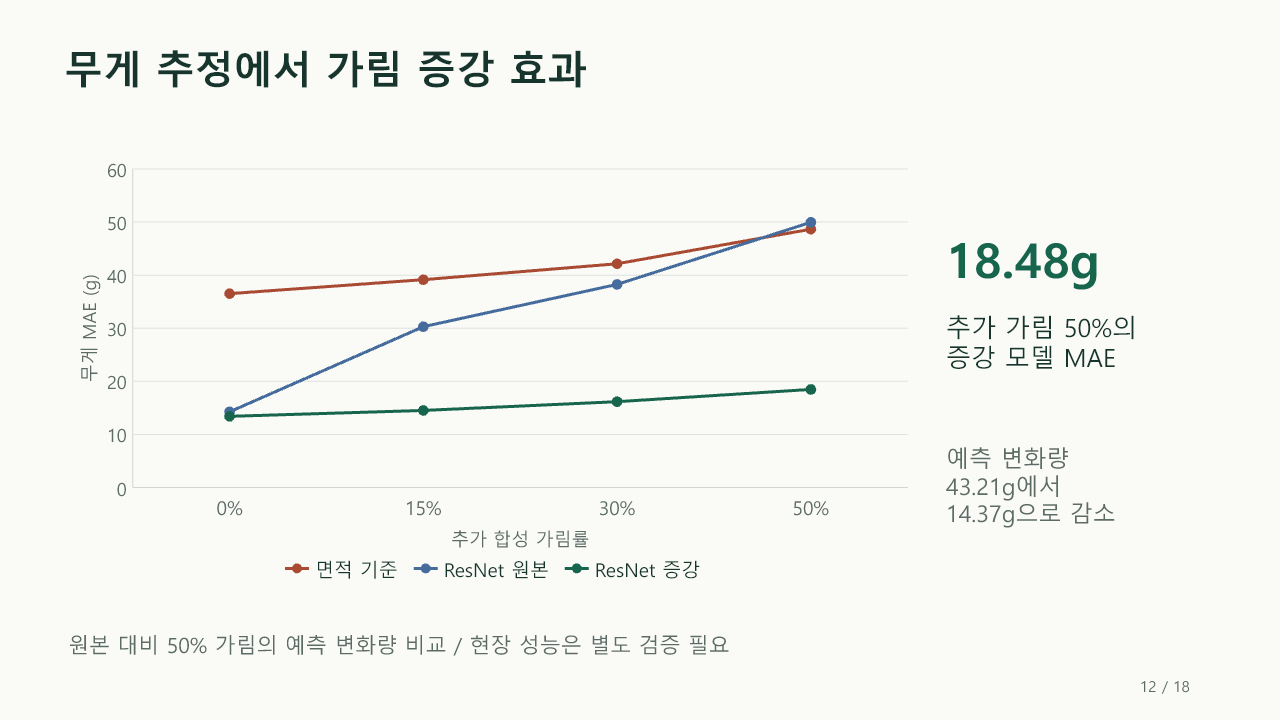 무게 추정에서 가림 증강 효과
60
50
40
30
20
10
0
무게 MAE (g)
0% 15% 30% 50%
추가 합성 가림률
면적 기준 ResNet 원본 ResNet 증강
18.48g
추가 가림 50%의
증강 모델 MAE
예측 변화량
43.21g에서
14.37g으로 감소
원본 대비 50% 가림의 예측 변화량 비교 / 현장 성능은 별도 검증 필요
12 / 18